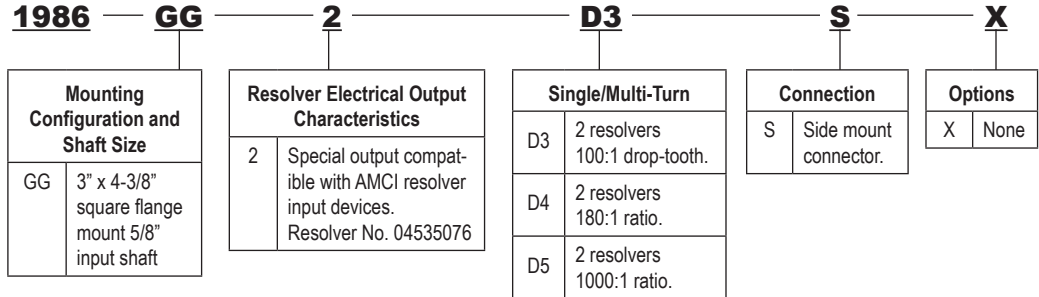 1986 GG 2 D3 S X
Mounting
Configuration and
Shaft Size
GG 3” x 4-3/8”
square flange
mount 5/8”
input shaft
Resolver Electrical Output
Characteristics
2 Special output compat-
ible with AMCI resolver
input devices.
Resolver No. 04535076
Single/Multi-Turn
D3 2 resolvers
100:1 drop-tooth.
D4 2 resolvers
180:1 ratio.
D5 2 resolvers
1000:1 ratio.
Connection
S Side mount
connector.
Options
X None